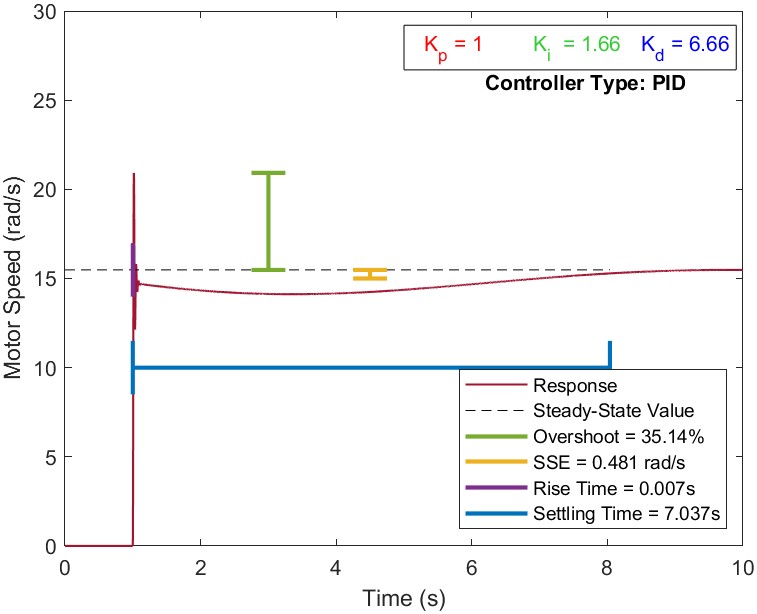 K_p = 1 K_i = 1.66 K_d = 6.66
Controller Type: PID
30
25
20
15
10
5
0
Motor Speed (rad/s)
Response
Steady-State Value
Overshoot = 35.14%
SSE = 0.481 rad/s
Rise Time = 0.007s
Settling Time = 7.037s
0 2 4 6 8 10
Time (s)